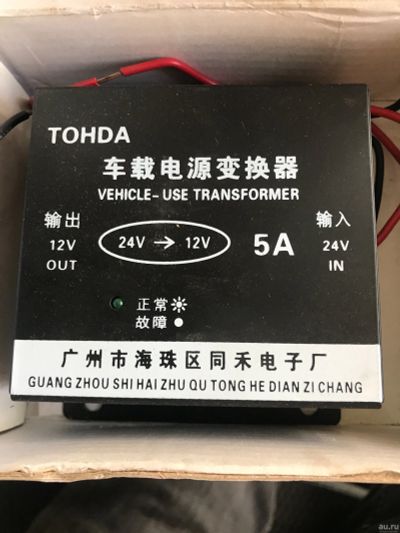 TOHDA
车载电源变换器
VEHICLE-USE TRANSFORMER
输出
12V
OUT
24V → 12V
5A
输入
24V
IN
正常
故障
广州市海珠区同禾电子厂
GUANG ZHOU SHI HAI ZHU QU TONG HE DIAN ZI CHANG
au.ru